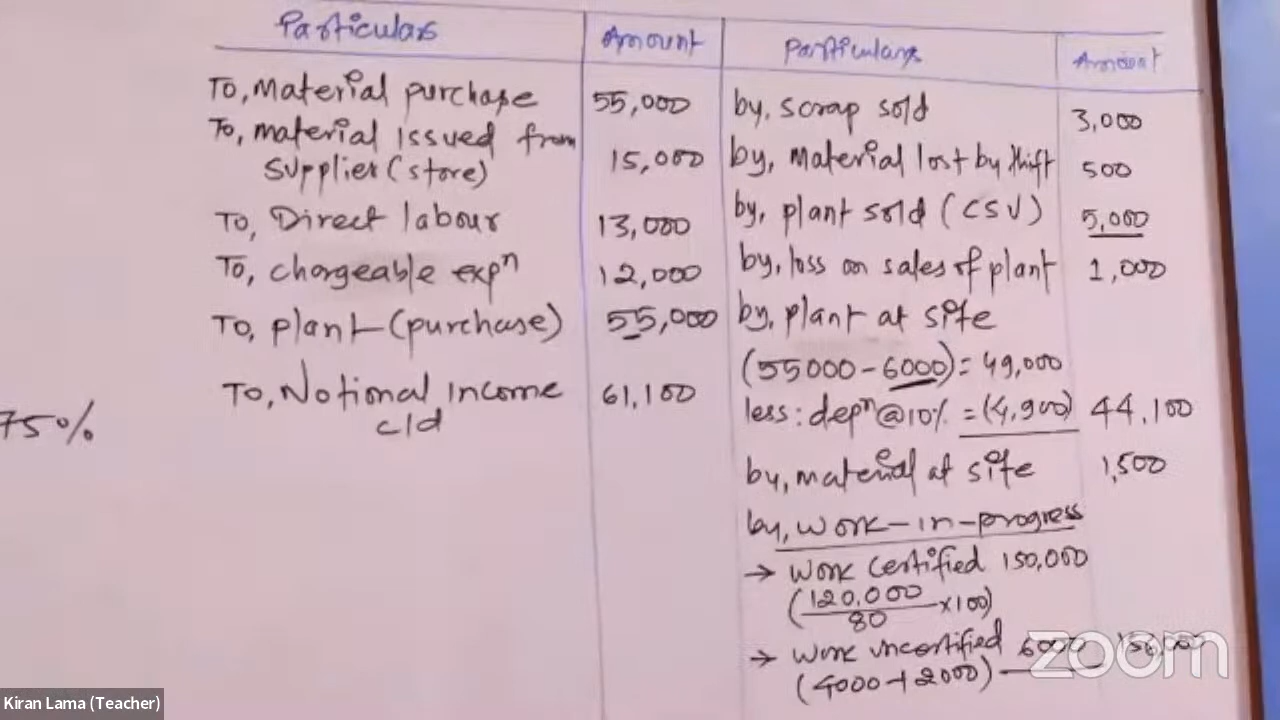 Particulars Amount Particulars Amount
To, Material purchase 55,000 by, scrap sold 3,000
To, material issued from
supplier (store) 15,000 by, material lost by thift 500
To, Direct labour 13,000 by, plant sold (CSV) 5,000
To, chargeable expn 12,000 by, loss on sales of plant 1,000
To, plant (purchase) 55,000 by, plant at site
(55000-6000) = 49,000
To, Notional income 61,100
c/d
less: depn @10% = (4,900) 44,100
75%
by, material at site 1,500
by, work-in-progress
→ work certified 150,000
(120,000/80 ×100)
→ work uncertified 6000 156,000
(4000+2000)
zoom
Kiran Lama (Teacher)